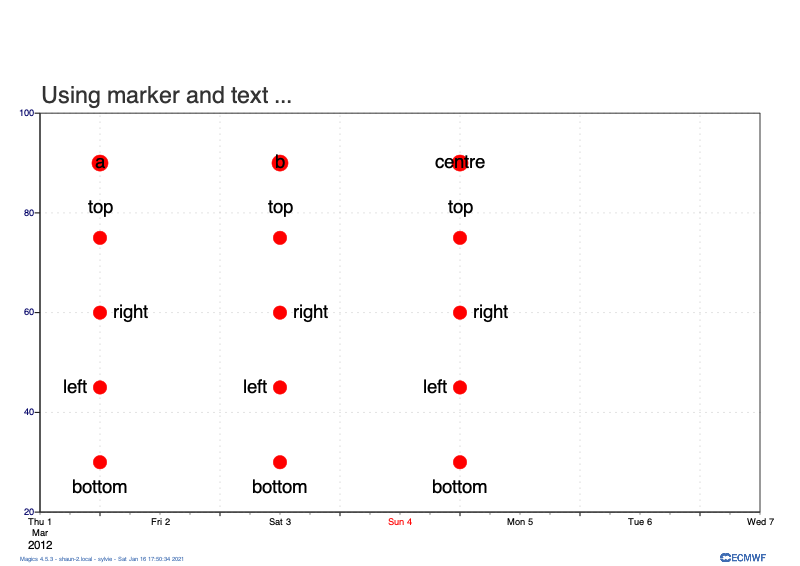 Using marker and text ...
100
a b centre
top top top
80
right right right
60
left left left
40
bottom bottom bottom
20
Thu 1 Fri 2 Sat 3 Sun 4 Mon 5 Tue 6 Wed 7
Mar
2012
Magics 4.5.3 - shaun-2.local - sylvie - Sat Jan 16 17:50:34 2021
ECMWF